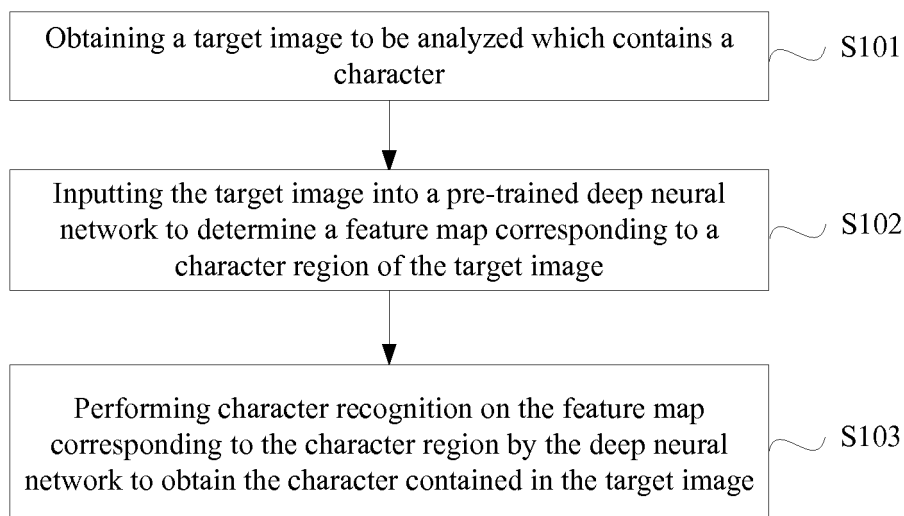 Obtaining a target image to be analyzed which contains a
character
S101
Inputting the target image into a pre-trained deep neural
network to determine a feature map corresponding to a
character region of the target image
S102
Performing character recognition on the feature map
corresponding to the character region by the deep neural
network to obtain the character contained in the target image
S103